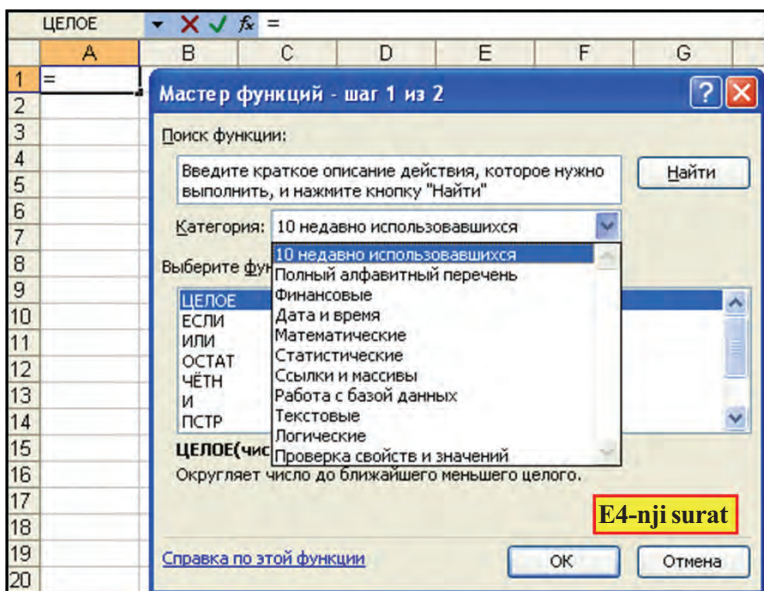 ЦЕЛОЕ fx =
A B C D E F G
1 =
2 Мастер функций - шаг 1 из 2
3 Поиск функции:
4 Введите краткое описание действия, которое нужно Найти
5 выполнить, и нажмите кнопку "Найти"
6
7 Категория: 10 недавно использовавшихся
8 10 недавно использовавшихся
Выберите фун Полный алфавитный перечень
9 Финансовые
ЦЕЛОЕ
10 ЕСЛИ Дата и время
11 ИЛИ Математические
12 ОСТАТ Статистические
ЧЁТН Ссылки и массивы
13 И Работа с базой данных
14 ПСТР Текстовые
Логические
15 ЦЕЛОЕ(чис Проверка свойств и значений
16 Округляет число до ближайшего меньшего целого.
17
18 E4-nji surat
19 Справка по этой функции OK Отмена
20